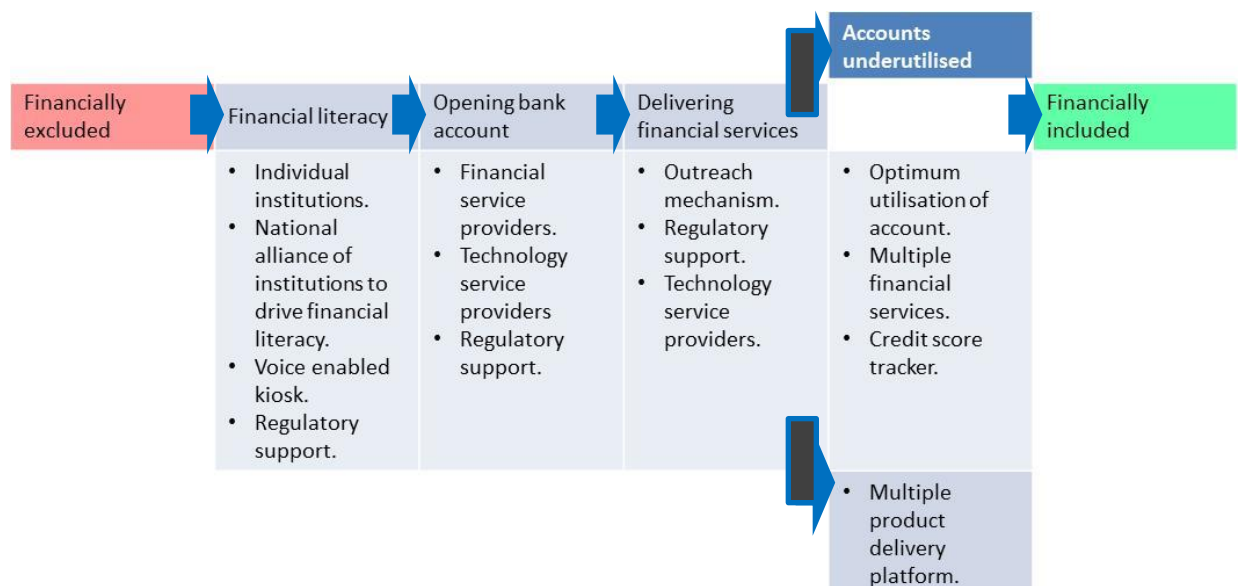 Accounts
underutilised
Financially
excluded
Financial literacy
Opening bank
account
Delivering
financial services
Financially
included
• Individual
institutions.
• National
alliance of
institutions to
drive financial
literacy.
• Voice enabled
kiosk.
• Regulatory
support.
• Financial
service
providers.
• Technology
service
providers
• Regulatory
support.
• Outreach
mechanism.
• Regulatory
support.
• Technology
service
providers.
• Optimum
utilisation of
account.
• Multiple
financial
services.
• Credit score
tracker.
• Multiple
product
delivery
platform.